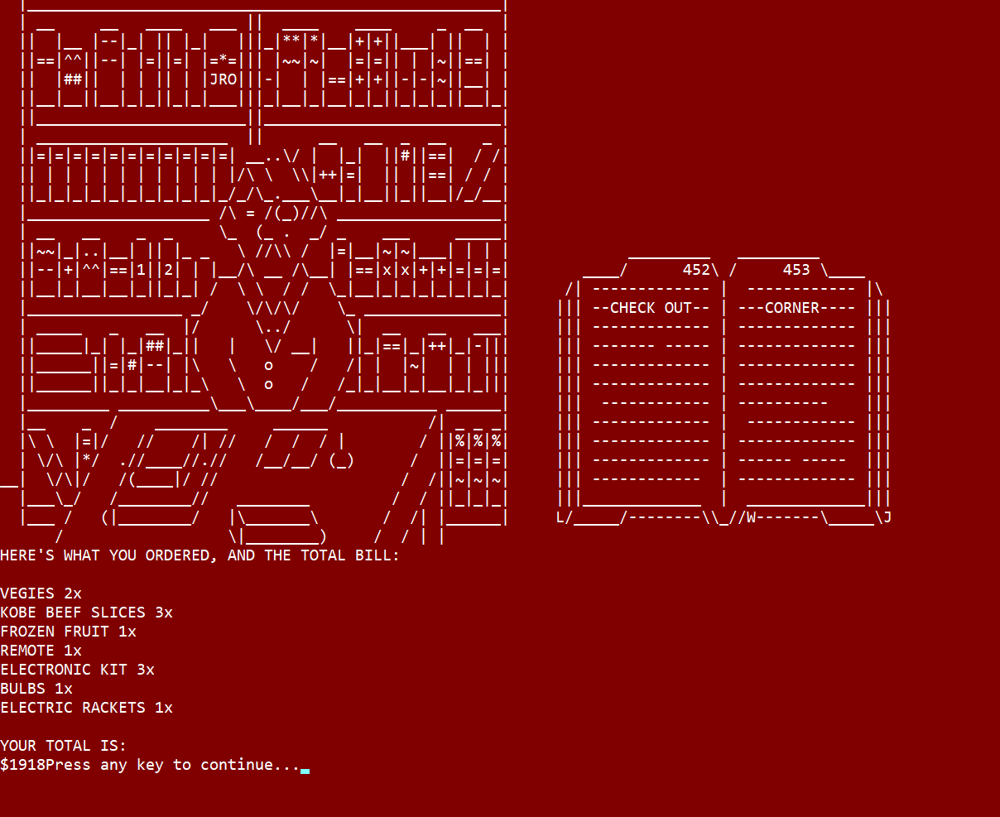 JRO
452 453
--CHECK OUT-- ---CORNER----
HERE'S WHAT YOU ORDERED, AND THE TOTAL BILL:
VEGIES 2x
KOBE BEEF SLICES 3x
FROZEN FRUIT 1x
REMOTE 1x
ELECTRONIC KIT 3x
BULBS 1x
ELECTRIC RACKETS 1x
YOUR TOTAL IS:
$1918Press any key to continue...